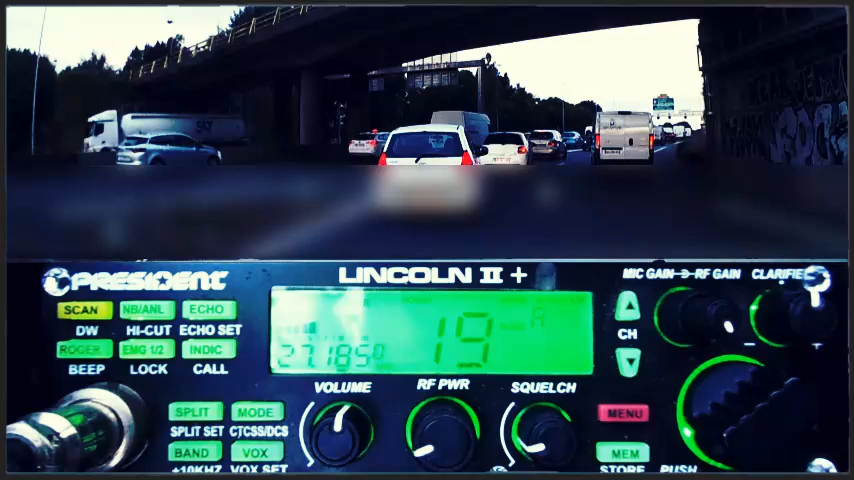 PRESIDENT
LINCOLN II +
MIC GAIN RF GAIN CLARIFIE
SCAN NB/ANL ECHO
DW HI-CUT ECHO SET
ROGER EMG 1/2 INDIC
BEEP LOCK CALL
27.1850 19 A
CH
VOLUME RF PWR SQUELCH
SPLIT MODE
SPLIT SET CTCSS/DCS
BAND VOX
+10KHZ VOX SET
MENU
MEM
STORE PUSH